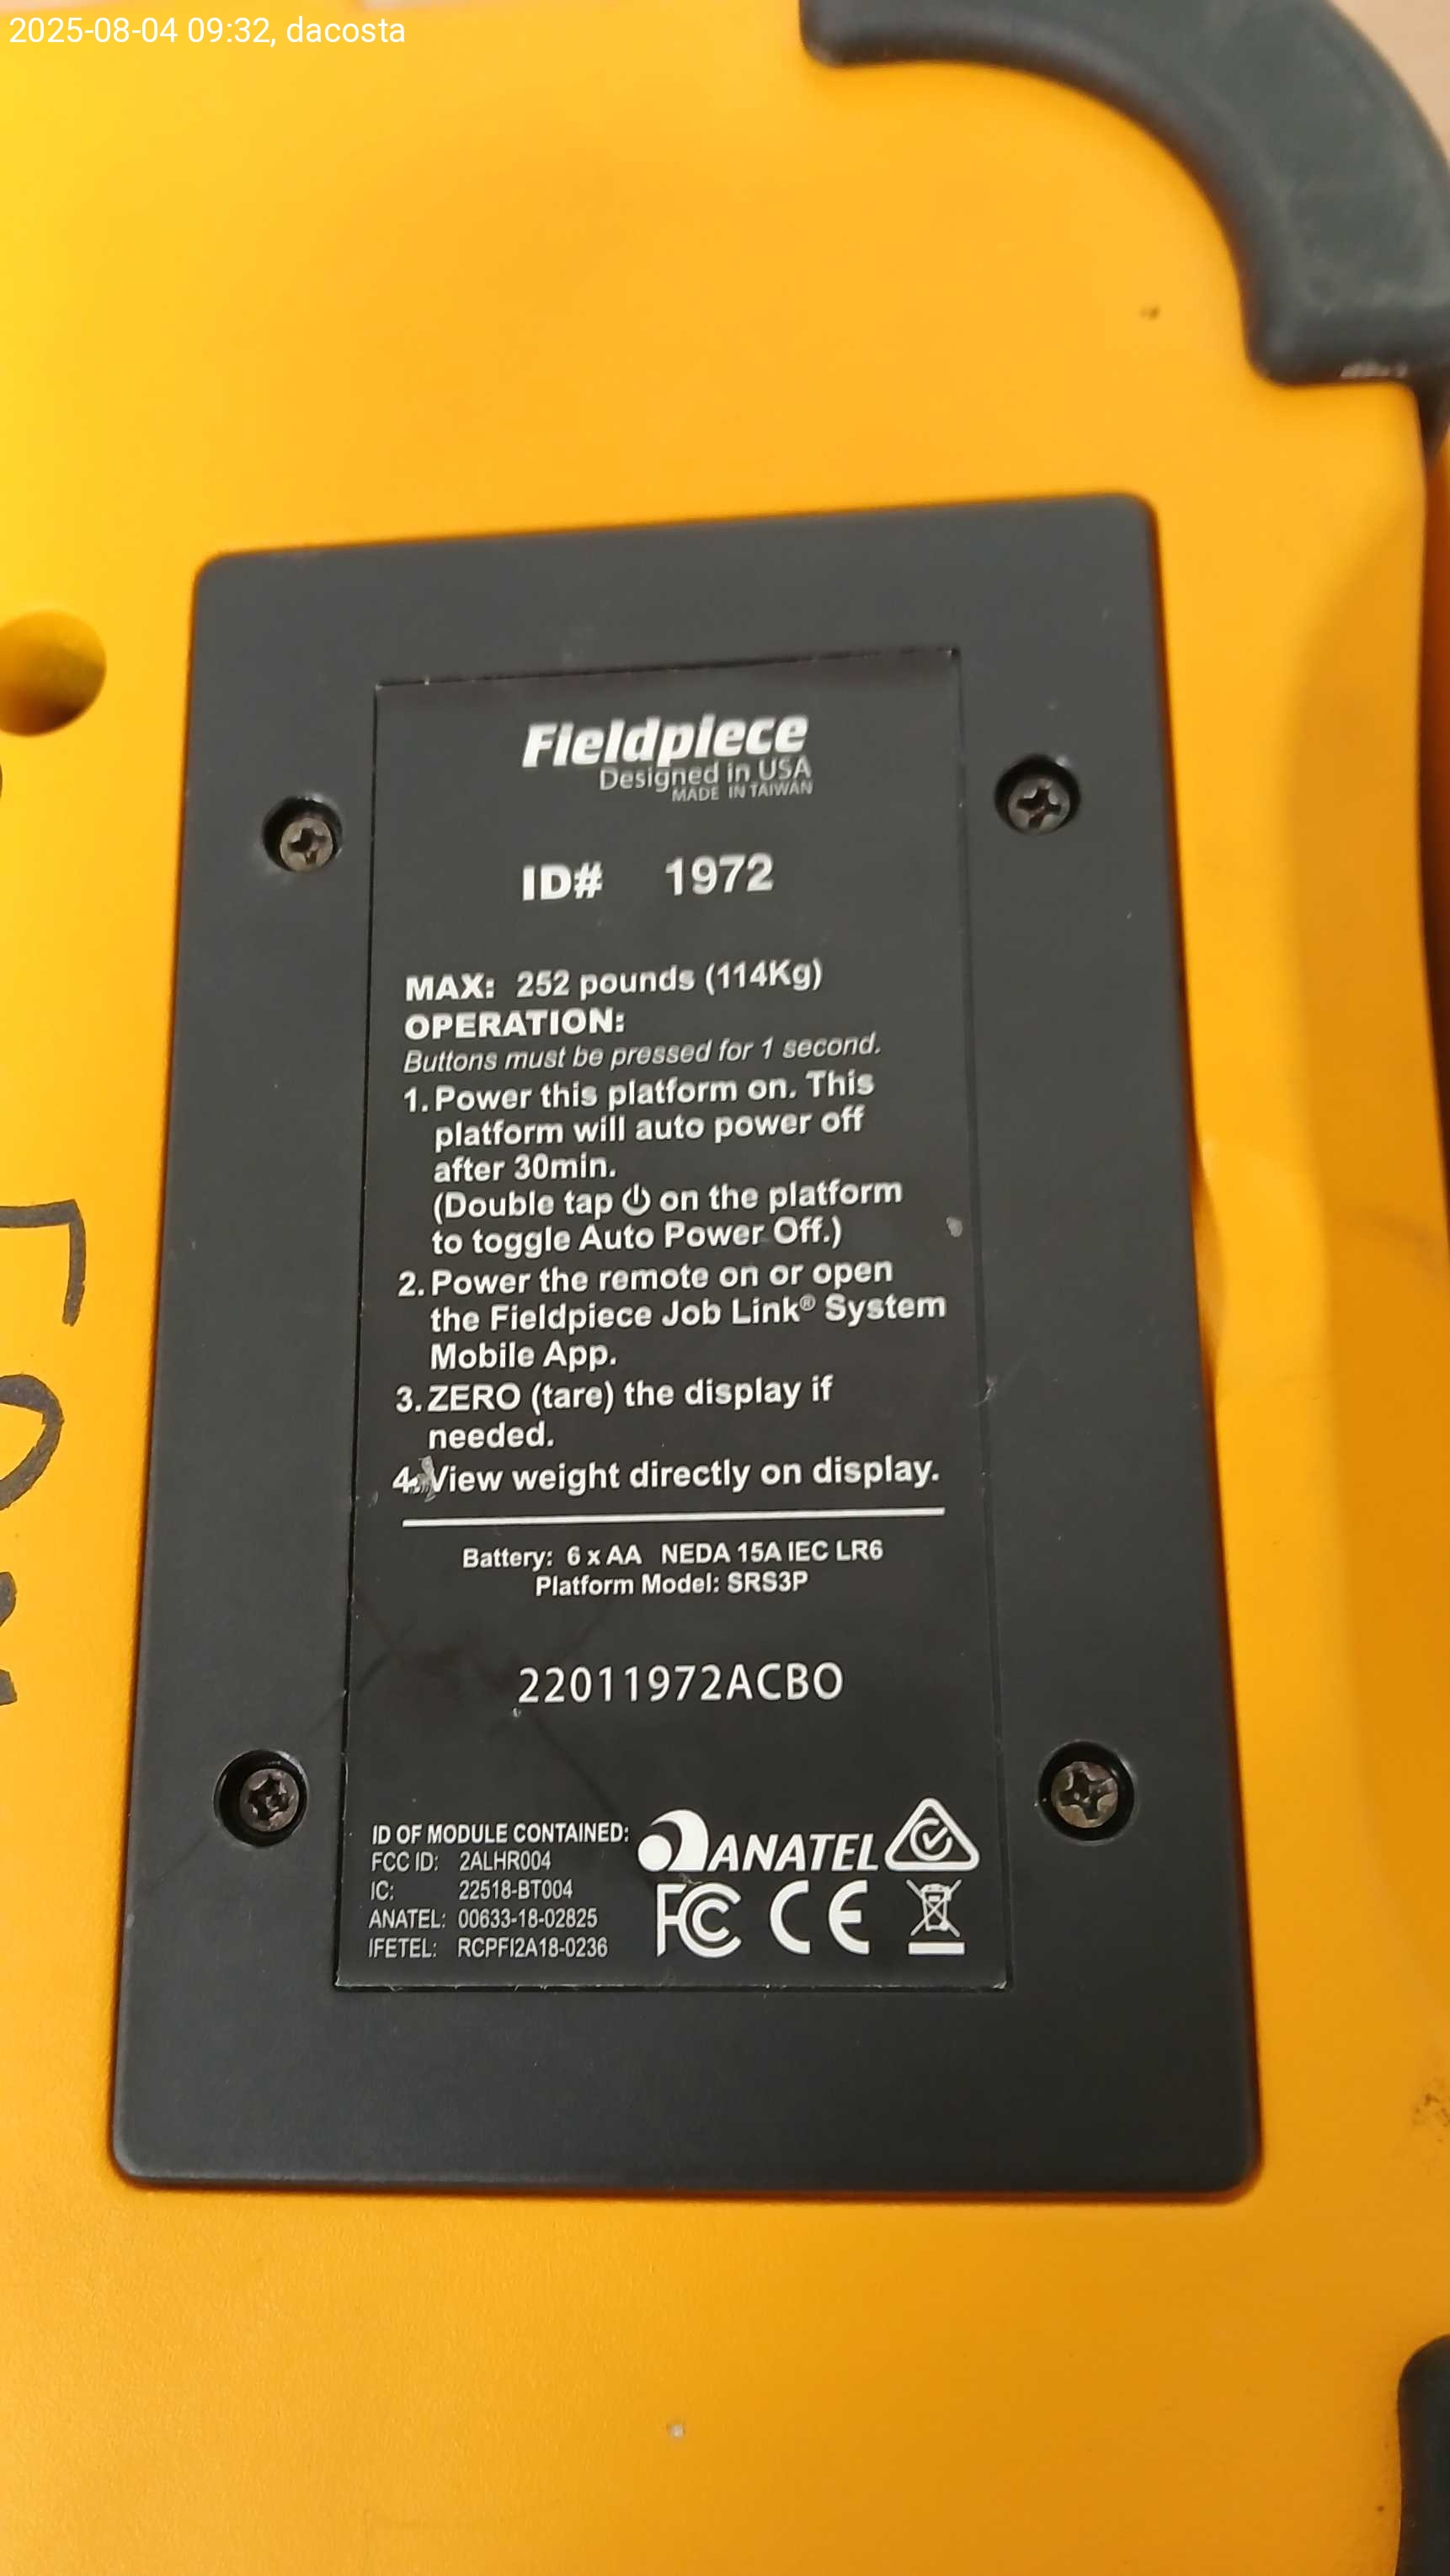 2025-08-04 09:32, dacosta
Fieldpiece
Designed in USA
MADE IN TAIWAN
ID# 1972
MAX: 252 pounds (114Kg)
OPERATION:
Buttons must be pressed for 1 second.
1. Power this platform on. This
platform will auto power off
after 30min.
(Double tap ⏻ on the platform
to toggle Auto Power Off.)
2. Power the remote on or open
the Fieldpiece Job Link® System
Mobile App.
3. ZERO (tare) the display if
needed.
4. View weight directly on display.
Battery: 6 x AA NEDA 15A IEC LR6
Platform Model: SRS3P
22011972ACBO
ID OF MODULE CONTAINED:
FCC ID: 2ALHR004
IC: 22518-BT004
ANATEL: 00633-18-02825
IFETEL: RCPFI2A18-0236
ANATEL
FC CE